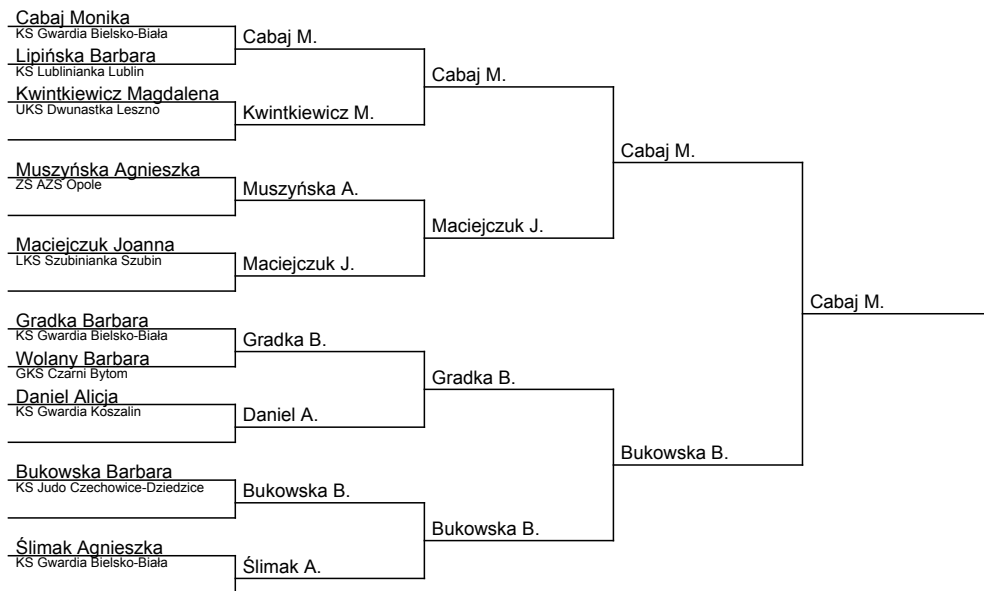 Cabaj Monika
KS Gwardia Bielsko-Biała
Cabaj M.
Lipińska Barbara
KS Lublinianka Lublin
Cabaj M.
Kwintkiewicz Magdalena
UKS Dwunastka Leszno
Kwintkiewicz M.
Cabaj M.
Muszyńska Agnieszka
ZS AZS Opole
Muszyńska A.
Maciejczuk J.
Maciejczuk Joanna
LKS Szubinianka Szubin
Maciejczuk J.
Cabaj M.
Gradka Barbara
KS Gwardia Bielsko-Biała
Gradka B.
Wolany Barbara
GKS Czarni Bytom
Gradka B.
Daniel Alicja
KS Gwardia Koszalin
Daniel A.
Bukowska B.
Bukowska Barbara
KS Judo Czechowice-Dziedzice
Bukowska B.
Bukowska B.
Ślimak Agnieszka
KS Gwardia Bielsko-Biała
Ślimak A.